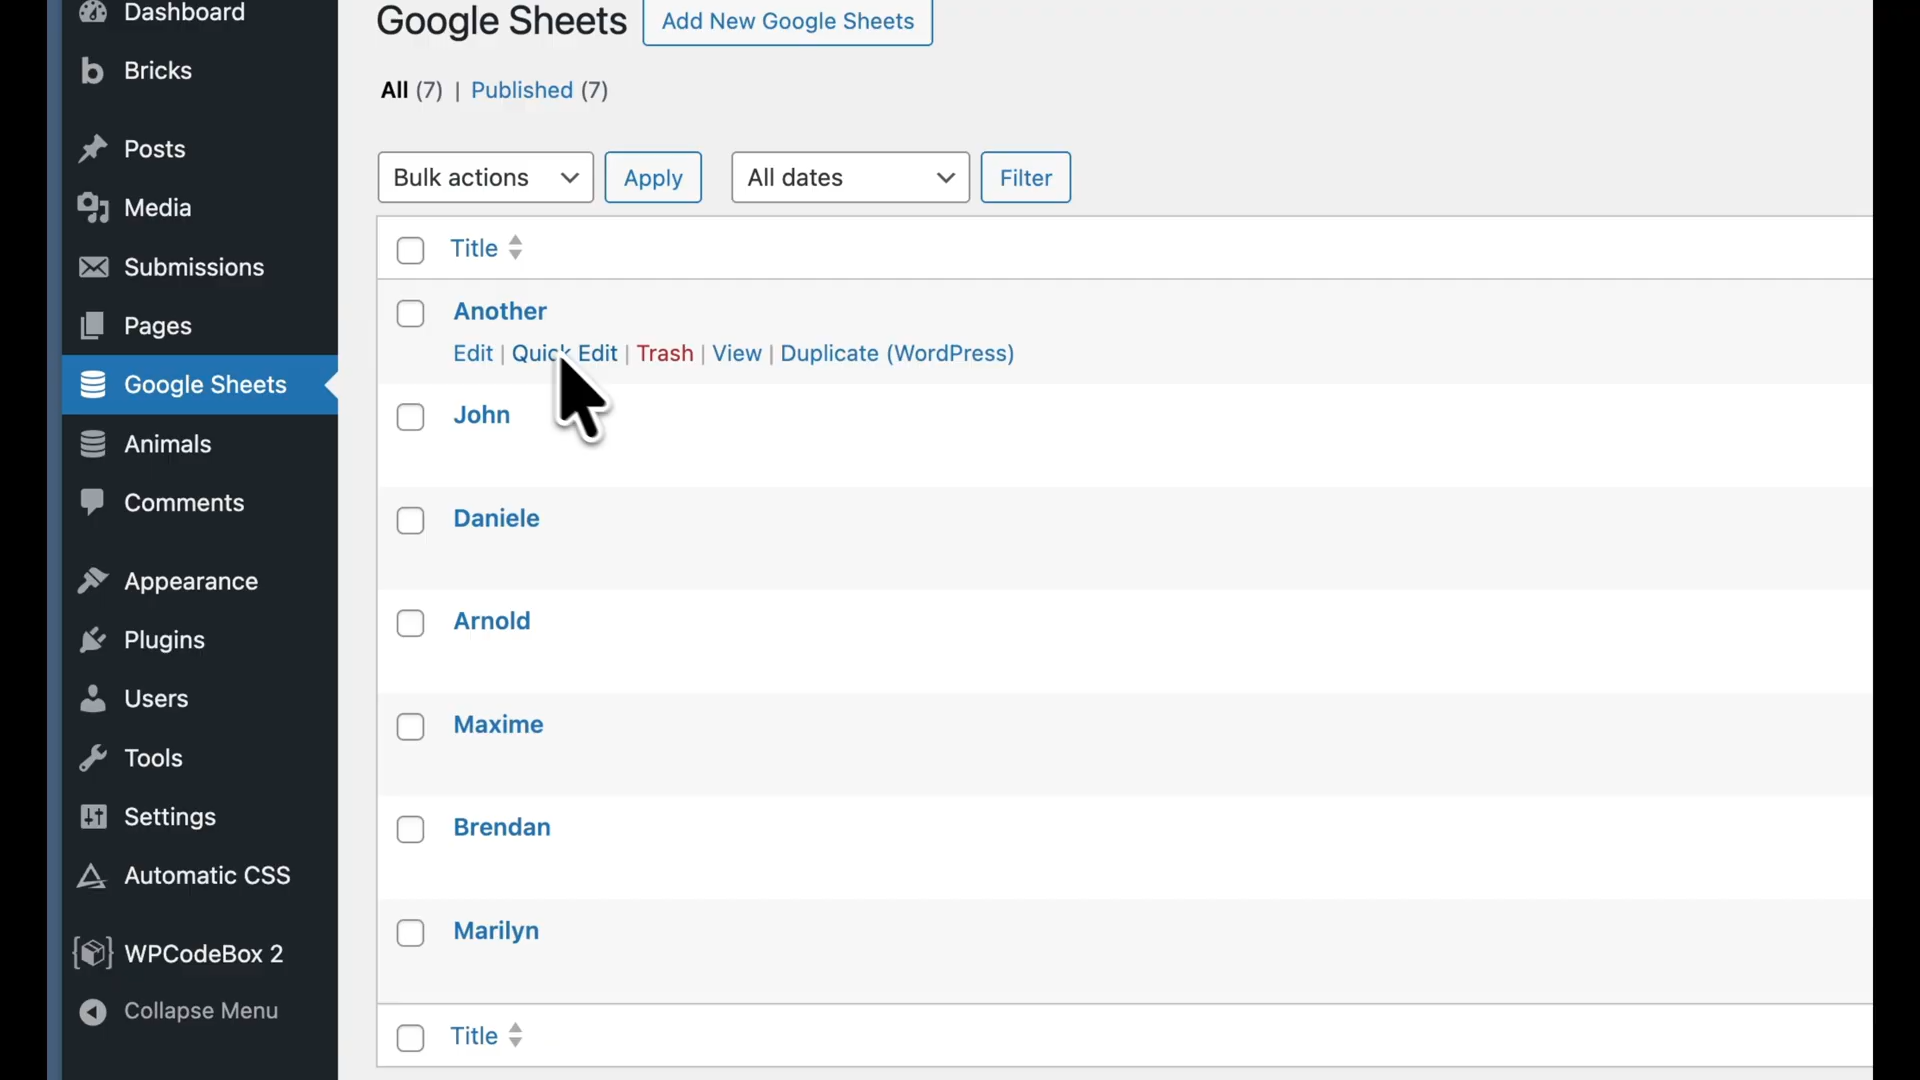 Dashboard
Bricks
Posts
Media
Submissions
Pages
Google Sheets
Animals
Comments
Appearance
Plugins
Users
Tools
Settings
Automatic CSS
WPCodeBox 2
Collapse Menu
Google Sheets Add New Google Sheets
All (7) | Published (7)
Bulk actions Apply All dates Filter
Title
Another
Edit | Quick Edit | Trash | View | Duplicate (WordPress)
John
Daniele
Arnold
Maxime
Brendan
Marilyn
Title